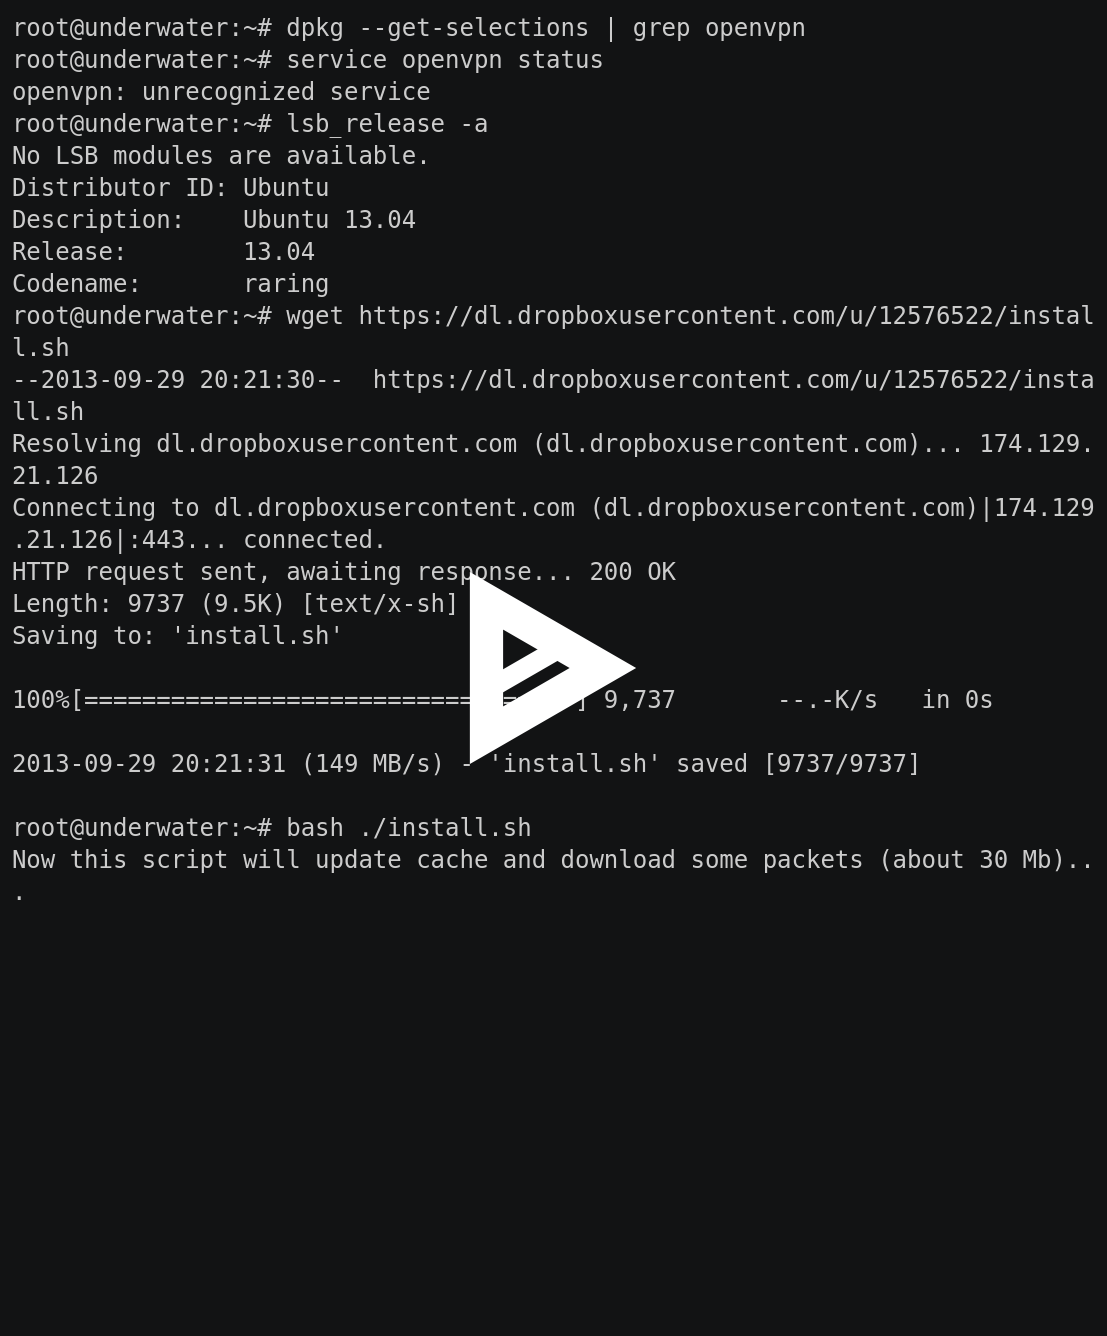 root@underwater:~# dpkg --get-selections | grep openvpn
root@underwater:~# service openvpn status
openvpn: unrecognized service
root@underwater:~# lsb_release -a
No LSB modules are available.
Distributor ID: Ubuntu
Description:    Ubuntu 13.04
Release:        13.04
Codename:       raring
root@underwater:~# wget https://dl.dropboxusercontent.com/u/12576522/instal
l.sh
--2013-09-29 20:21:30--  https://dl.dropboxusercontent.com/u/12576522/insta
ll.sh
Resolving dl.dropboxusercontent.com (dl.dropboxusercontent.com)... 174.129.
21.126
Connecting to dl.dropboxusercontent.com (dl.dropboxusercontent.com)|174.129
.21.126|:443... connected.
HTTP request sent, awaiting response... 200 OK
Length: 9737 (9.5K) [text/x-sh]
Saving to: 'install.sh'
100%[==================================] 9,737       --.-K/s   in 0s
2013-09-29 20:21:31 (149 MB/s) - 'install.sh' saved [9737/9737]
root@underwater:~# bash ./install.sh
Now this script will update cache and download some packets (about 30 Mb)..
.